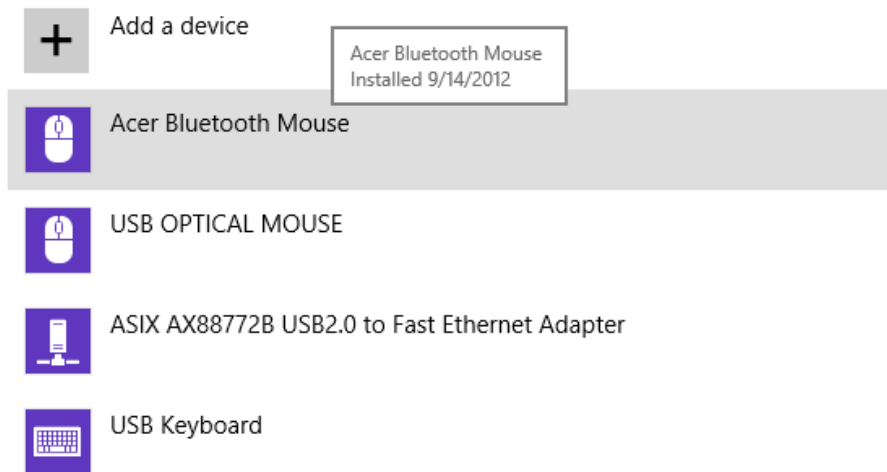 Add a device
Acer Bluetooth Mouse
Installed 9/14/2012
Acer Bluetooth Mouse
USB OPTICAL MOUSE
ASIX AX88772B USB2.0 to Fast Ethernet Adapter
USB Keyboard